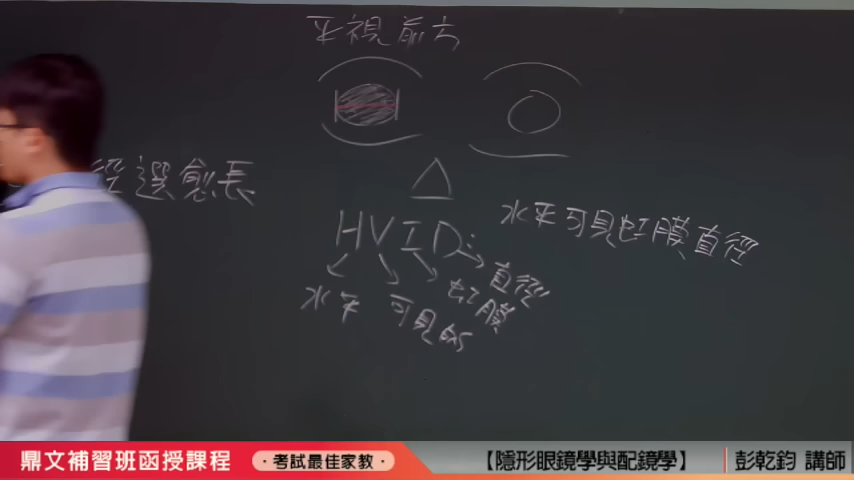 平視前方
徑選愈長
HVID:
水平可見虹膜直徑
水平 可見的 虹膜 直徑
鼎文補習班函授課程
·考試最佳家教·
【隱形眼鏡學與配鏡學】
彭乾鈞 講師